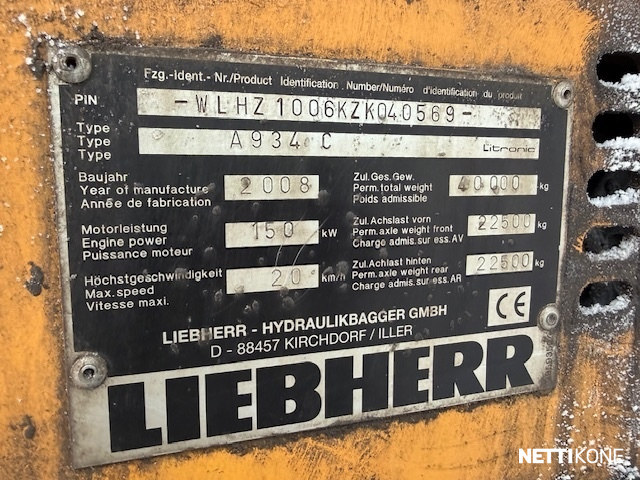 Fzg.-Ident.- Nr./Product Identification Number/Numéro d'identification du produit
PIN -WLHZ1006KZK040569-
Type
Type A934 C Litronic
Type
Baujahr
Year of manufacture 2008
Année de fabrication
Zul.Ges.Gew.
Perm.total weight 40000 kg
Poids admissible
Motorleistung
Engine power 150 kW
Puissance moteur
Zul.Achslast vorn
Perm.axle weight front 22500 kg
Charge admis.sur ess.AV
Höchstgeschwindigkeit
Max.speed 20 km/h
Vitesse maxi.
Zul.Achslast hinten
Perm.axle weight rear 22500 kg
Charge admis.sur ess.AR
CE
LIEBHERR - HYDRAULIKBAGGER GMBH
D - 88457 KIRCHDORF / ILLER
LIEBHERR
NETTIKONE